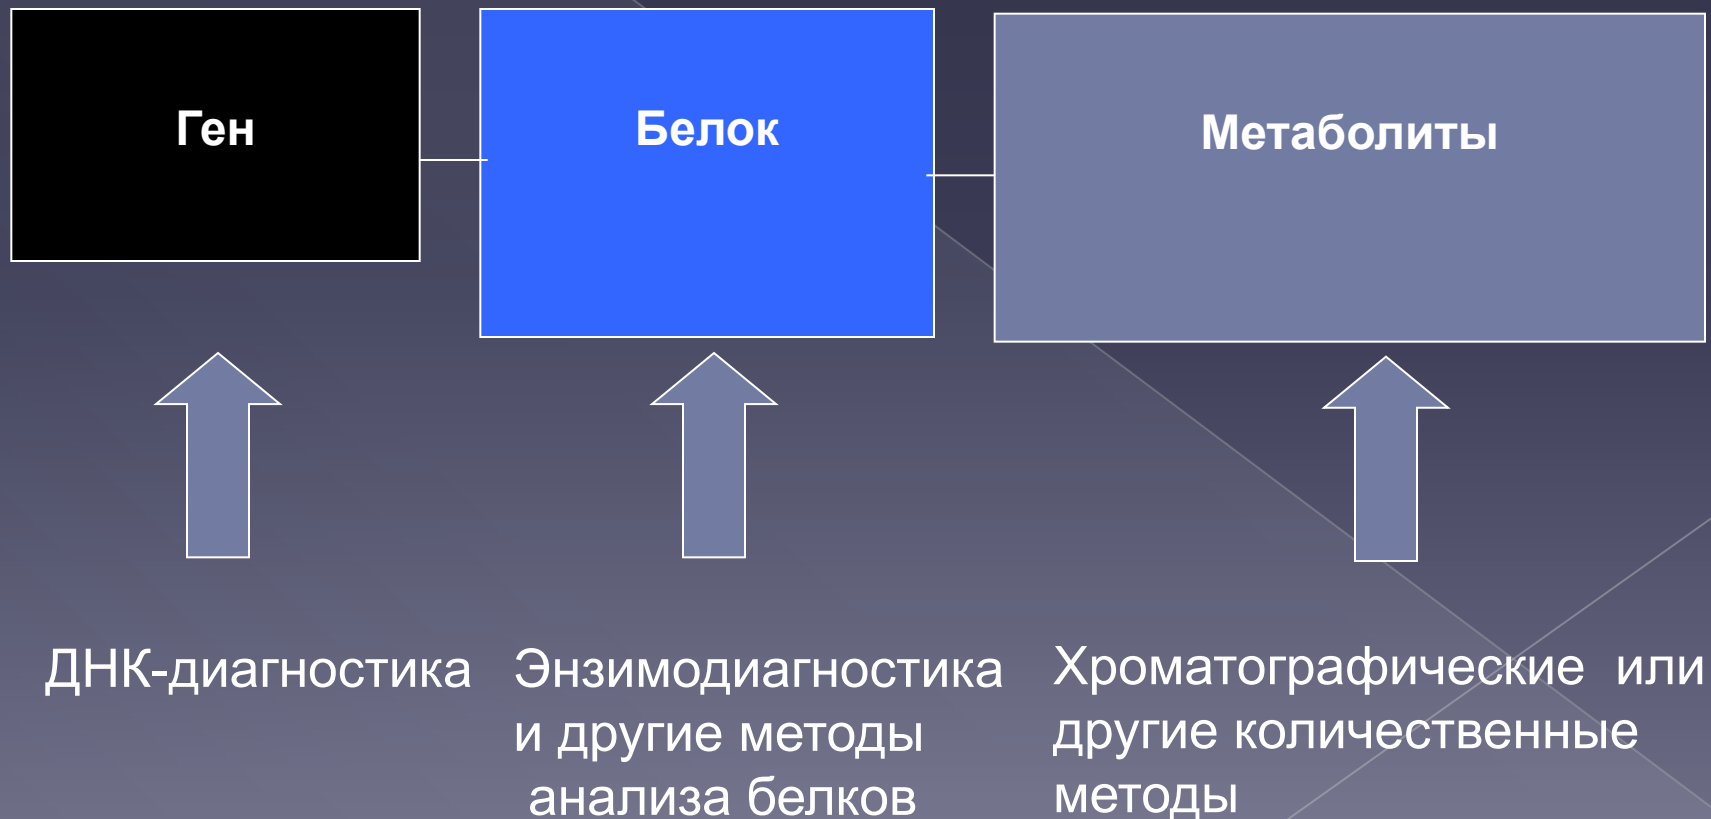 Ген
Белок
Метаболиты
ДНК-диагностика
Энзимодиагностика
и другие методы
анализа белков
Хроматографические или
другие количественные
методы